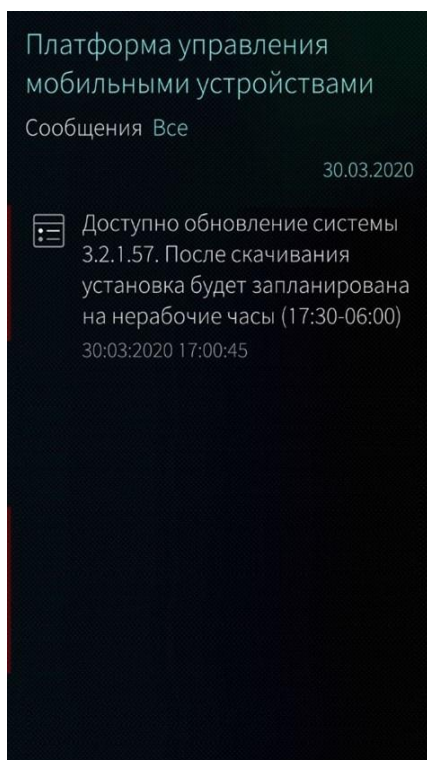 Платформа управления
мобильными устройствами
Сообщения Все
30.03.2020
Доступно обновление системы
3.2.1.57. После скачивания
установка будет запланирована
на нерабочие часы (17:30-06:00)
30:03:2020 17:00:45